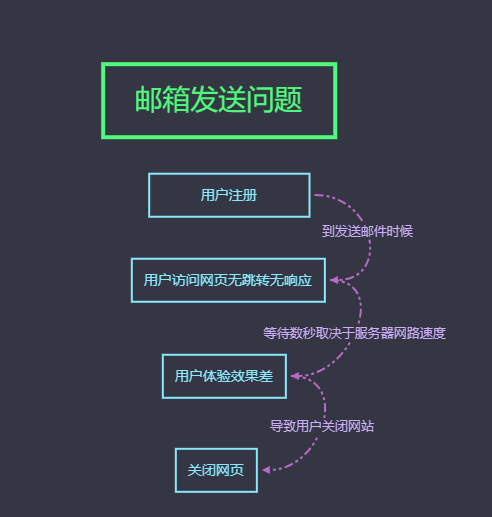 邮箱发送问题
用户注册
到发送邮件时候
用户访问网页无跳转无响应
等待数秒取决于服务器网路速度
用户体验效果差
导致用户关闭网站
关闭网页